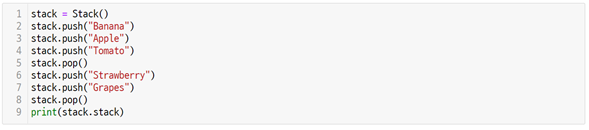 1 stack = Stack()
2 stack.push("Banana")
3 stack.push("Apple")
4 stack.push("Tomato")
5 stack.pop()
6 stack.push("Strawberry")
7 stack.push("Grapes")
8 stack.pop()
9 print(stack.stack)